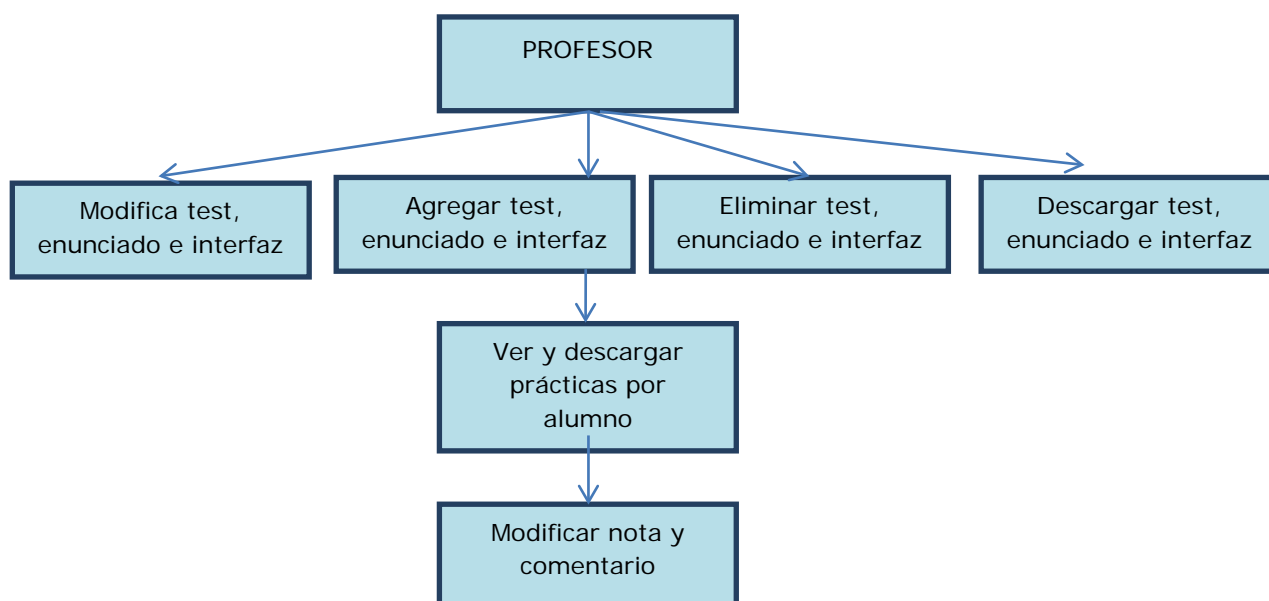 PROFESOR
Modifica test,
enunciado e interfaz
Agregar test,
enunciado e interfaz
Eliminar test,
enunciado e interfaz
Descargar test,
enunciado e interfaz
Ver y descargar
prácticas por
alumno
Modificar nota y
comentario